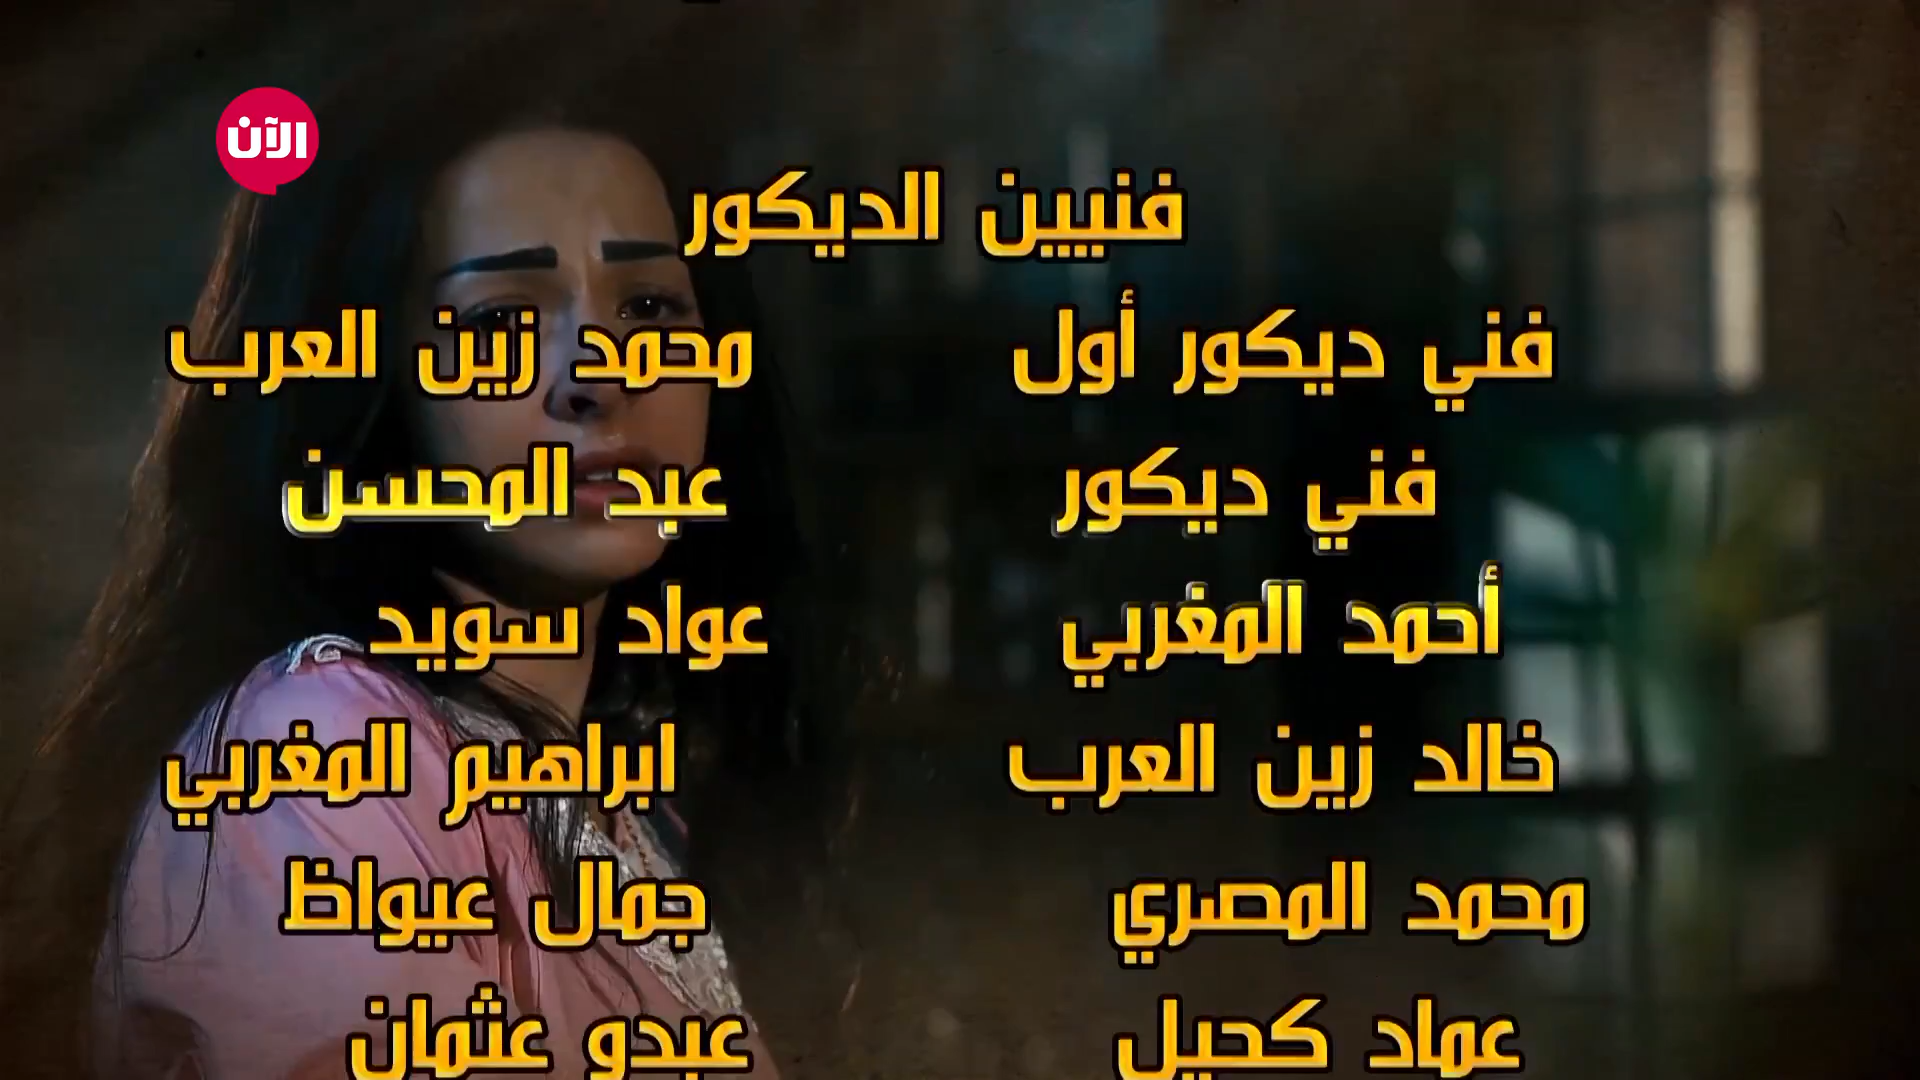 الآن
فنيين الديكور
فني ديكور أول محمد زين العرب
فني ديكور عبد المحسن
أحمد المغربي عواد سويد
خالد زين العرب ابراهيم المغربي
محمد المصري جمال عيواظ
عماد كحيل عبدو عثمان